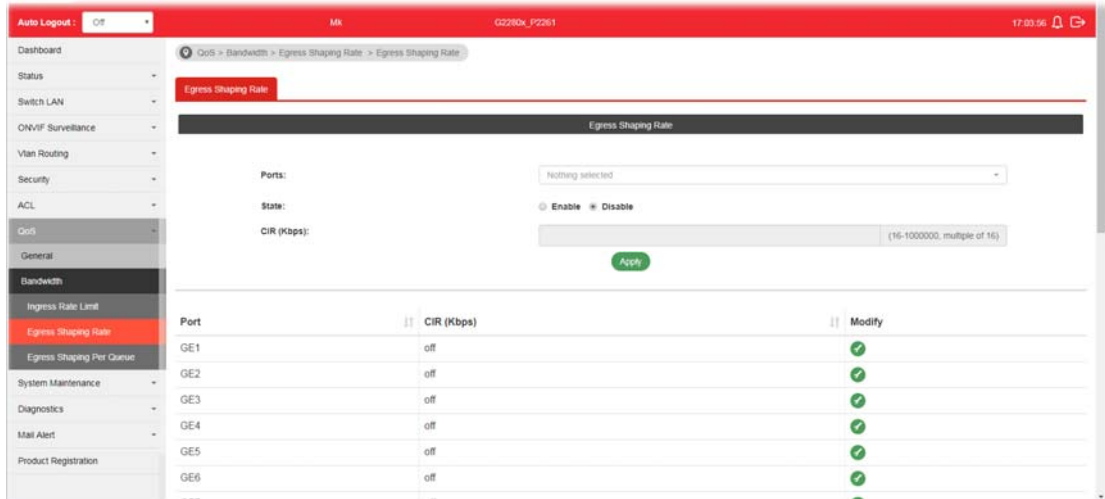 Auto Logout : Off Mk G2280x_P2261 17:03:56
Dashboard
Status
Switch LAN
ONVIF Surveillance
Vlan Routing
Security
ACL
QoS
General
Bandwidth
Ingress Rate Limit
Egress Shaping Rate
Egress Shaping Per Queue
System Maintenance
Diagnostics
Mail Alert
Product Registration
QoS > Bandwidth > Egress Shaping Rate > Egress Shaping Rate
Egress Shaping Rate
Egress Shaping Rate
Ports: Nothing selected
State: Enable Disable
CIR (Kbps): (16-1000000, multiple of 16)
Apply
Port CIR (Kbps) Modify
GE1 off
GE2 off
GE3 off
GE4 off
GE5 off
GE6 off